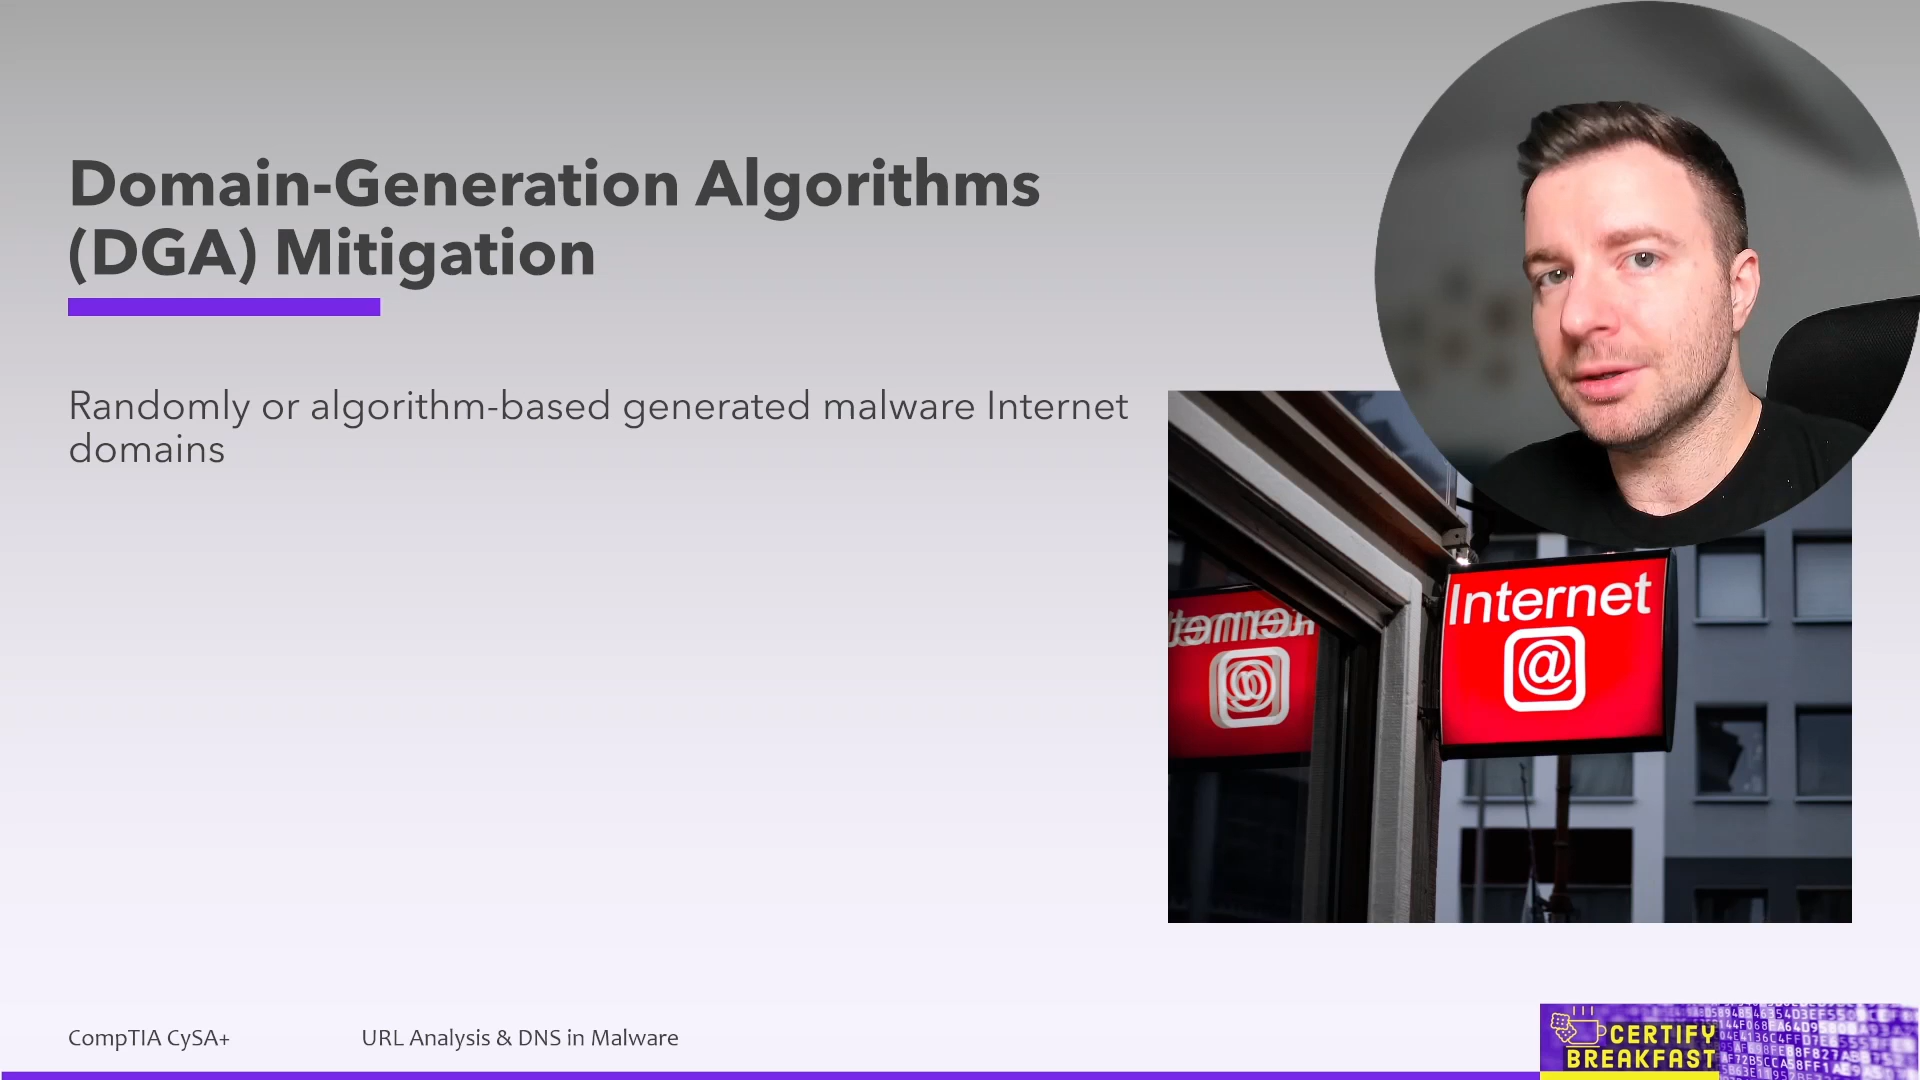 Domain-Generation Algorithms
(DGA) Mitigation
Randomly or algorithm-based generated malware Internet
domains
Internet
@
CompTIA CySA+
URL Analysis & DNS in Malware
CERTIFY
BREAKFAST